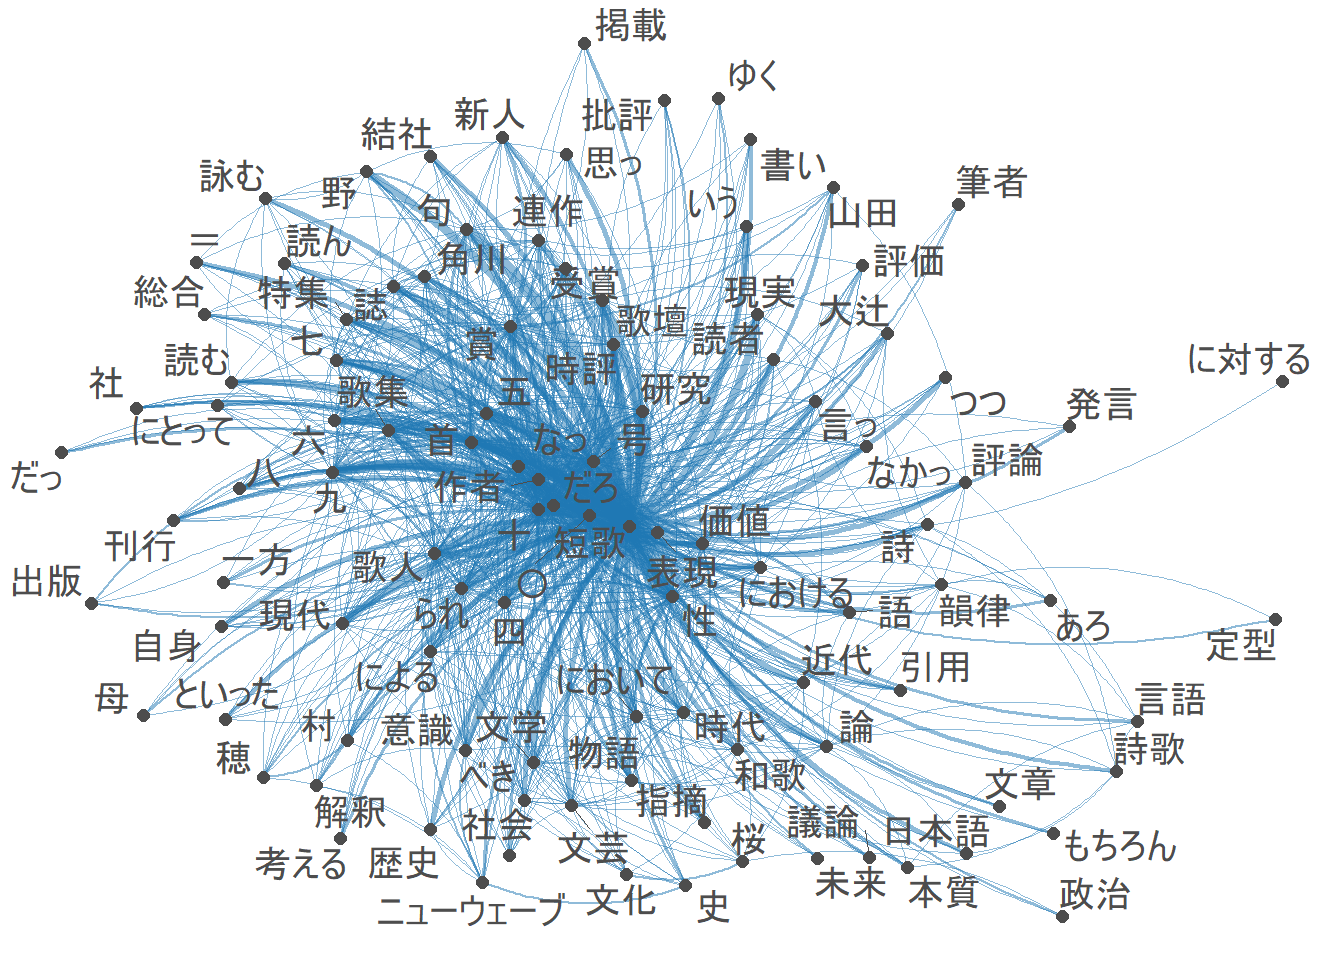 掲載
ゆく
新人
批評
結社
思っ
書い
詠む
野
筆者
句
連作
いう
山田
＝
読ん
角川
評価
総合
特集
誌
受賞
現実
大辻
歌壇
七
賞
読者
に対する
読む
時評
社
歌集
五
研究
つつ
発言
にとって
六
首
なっ
号
言っ
だっ
八
九
作者
だろ
なかっ
評論
刊行
十
短歌
価値
詩
出版
一方
歌人
〇
表現
における
語
韻律
あろ
自身
現代
られ
四
性
定型
母
といった
による
において
近代
引用
言語
穂
村
意識
文学
物語
時代
論
詩歌
べき
和歌
文章
解釈
社会
指摘
議論
日本語
考える
歴史
文芸
桜
もちろん
ニューウェーブ
文化
史
未来
本質
政治